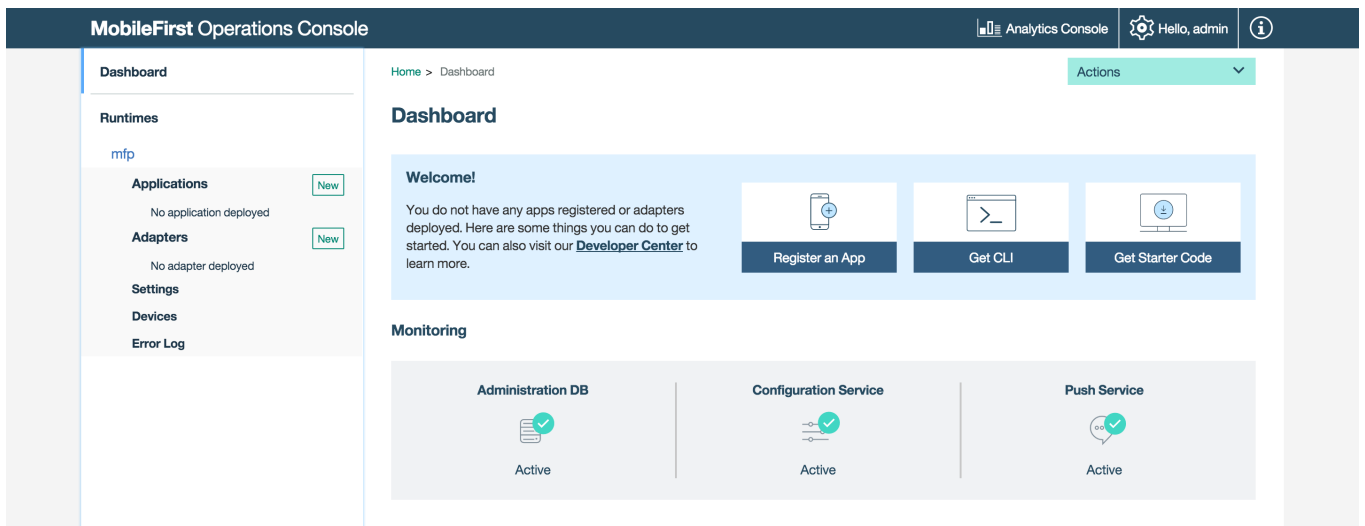 MobileFirst Operations Console
Analytics Console
Hello, admin
Dashboard
Runtimes
mfp
Applications
New
No application deployed
Adapters
New
No adapter deployed
Settings
Devices
Error Log
Home > Dashboard
Actions
Dashboard
Welcome!
You do not have any apps registered or adapters
deployed. Here are some things you can do to get
started. You can also visit our Developer Center to
learn more.
Register an App
Get CLI
Get Starter Code
Monitoring
Administration DB
Active
Configuration Service
Active
Push Service
Active